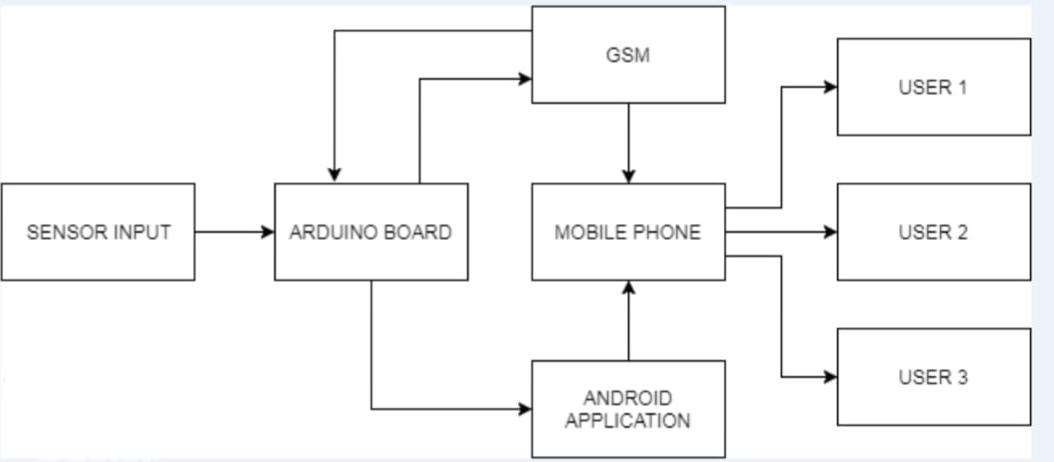 GSM
USER 1
SENSOR INPUT
ARDUINO BOARD
MOBILE PHONE
USER 2
USER 3
ANDROID
APPLICATION